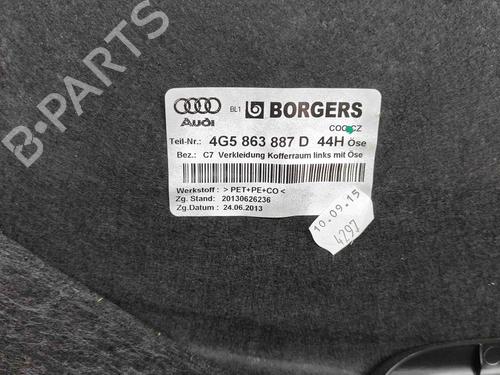 Audi
BL1 BORGERS
COO CZ
Teil-Nr.: 4G5 863 887 D 44H Öse
Bez.: C7 Verkleidung Kofferraum links mit Öse
Werkstoff : > PET+PE+CO <
Zg. Stand: 20130626236
Zg.Datum : 24.06.2013
10.09.15
4297